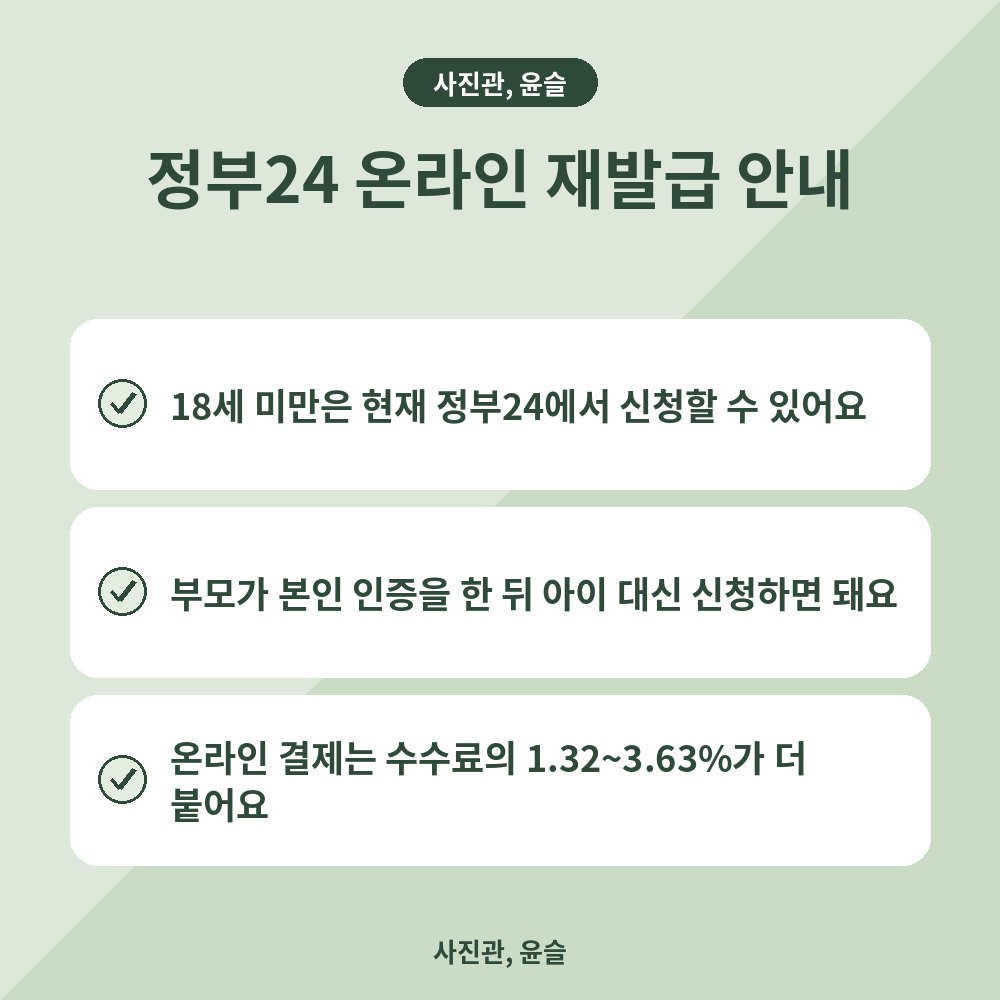 사진관, 윤슬
정부24 온라인 재발급 안내
18세 미만은 현재 정부24에서 신청할 수 있어요
부모가 본인 인증을 한 뒤 아이 대신 신청하면 돼요
온라인 결제는 수수료의 1.32~3.63%가 더
붙어요
사진관, 윤슬